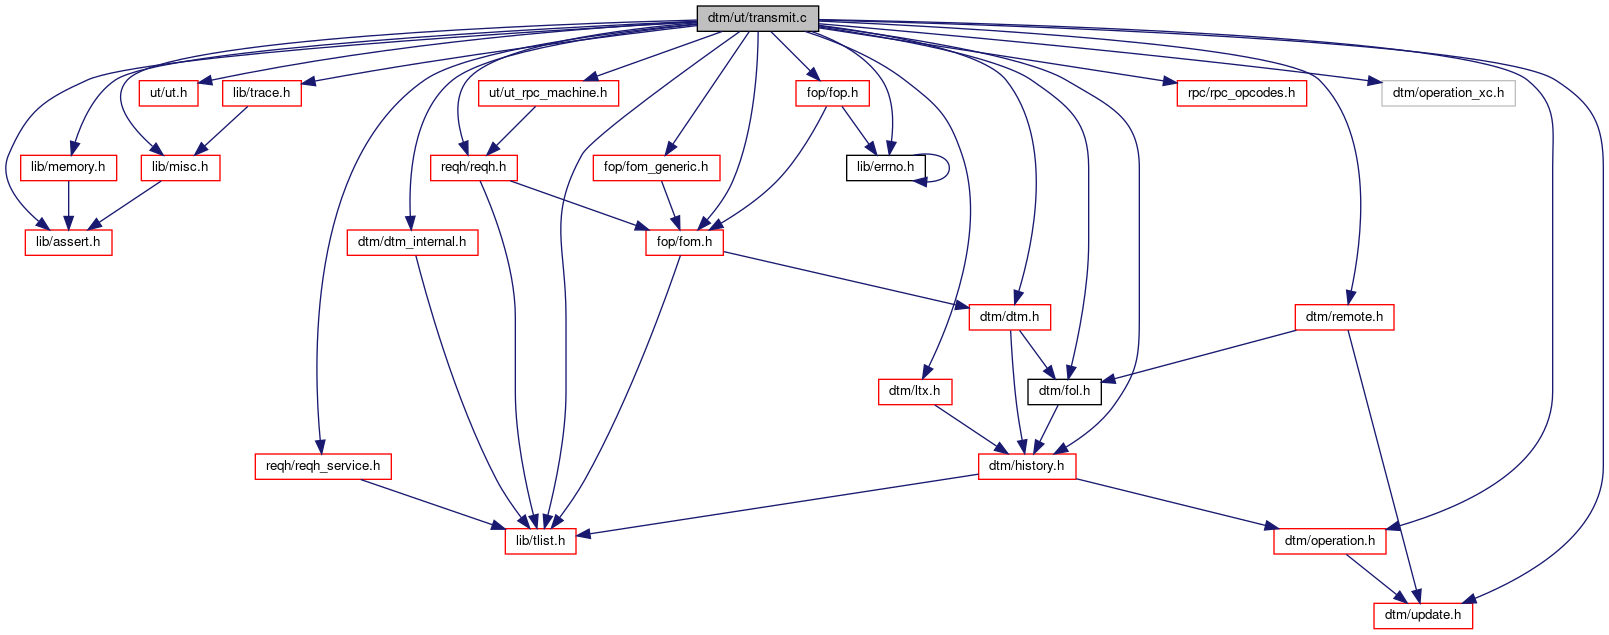 dtm/ut/transmit.c
ut/ut.h
lib/trace.h
ut/ut_rpc_machine.h
fop/fop.h
rpc/rpc_opcodes.h
dtm/operation_xc.h
lib/memory.h
lib/misc.h
reqh/reqh.h
fop/fom_generic.h
lib/errno.h
lib/assert.h
dtm/dtm_internal.h
fop/fom.h
dtm/dtm.h
dtm/remote.h
dtm/ltx.h
dtm/fol.h
reqh/reqh_service.h
dtm/history.h
lib/tlist.h
dtm/operation.h
dtm/update.h